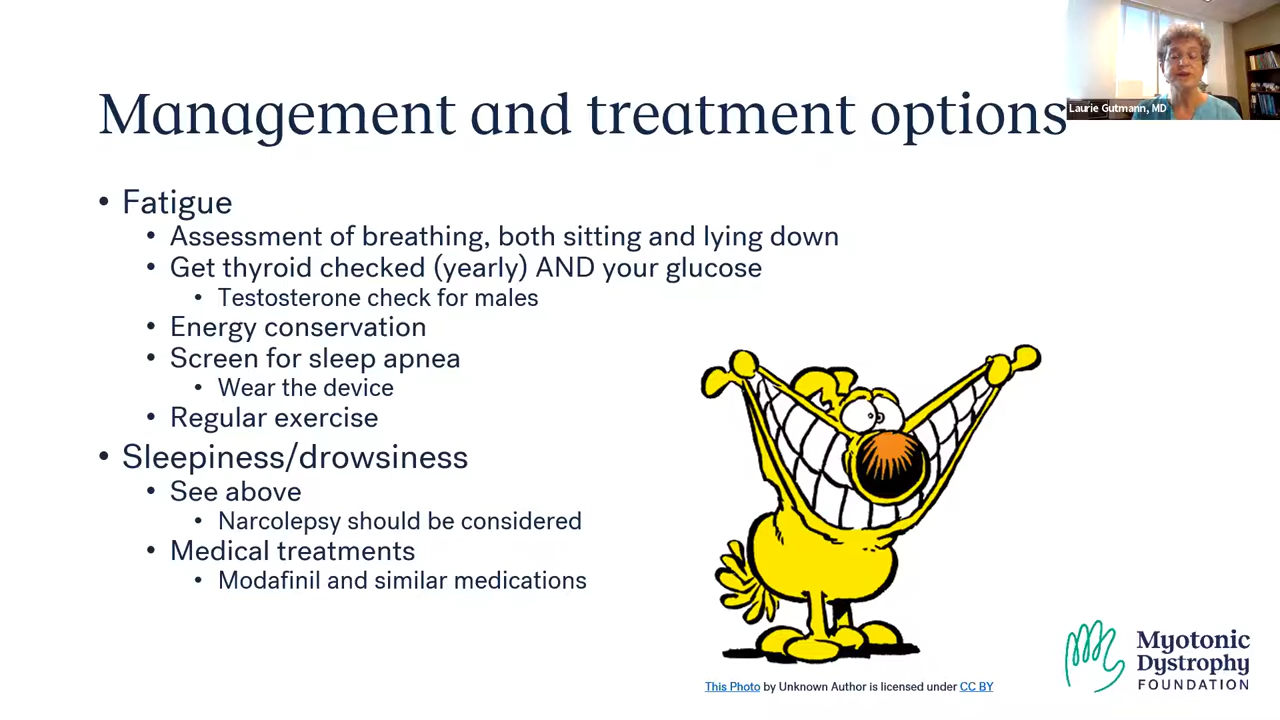 Laurie Gutmann, MD
Management and treatment options
• Fatigue
• Assessment of breathing, both sitting and lying down
• Get thyroid checked (yearly) AND your glucose
• Testosterone check for males
• Energy conservation
• Screen for sleep apnea
• Wear the device
• Regular exercise
• Sleepiness/drowsiness
• See above
• Narcolepsy should be considered
• Medical treatments
• Modafinil and similar medications
This Photo by Unknown Author is licensed under CC BY
Myotonic
Dystrophy
FOUNDATION